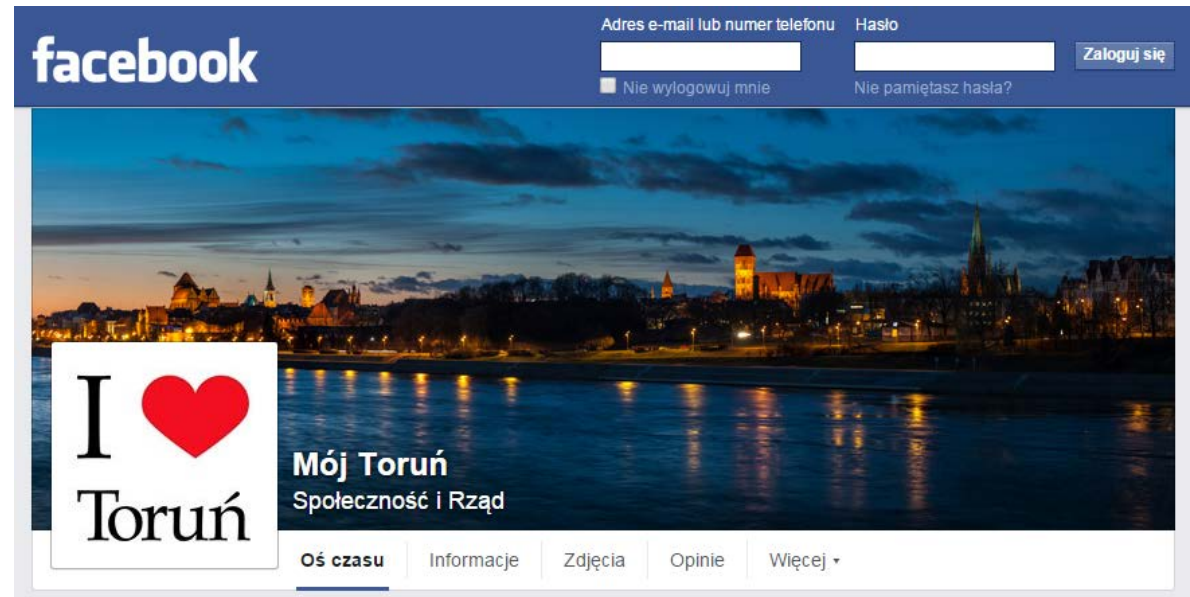 facebook
Adres e-mail lub numer telefonu
Hasło
Zaloguj się
Nie wylogowuj mnie
Nie pamiętasz hasła?
I
Toruń
Mój Toruń
Społeczność i Rząd
Oś czasu
Informacje
Zdjęcia
Opinie
Więcej